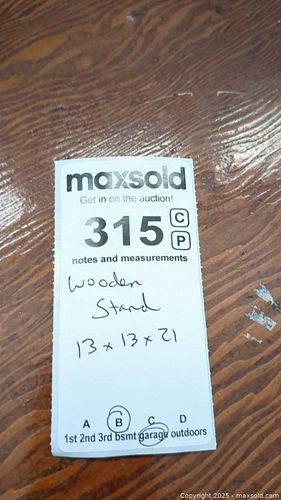 maxsold
Get in on the auction!
315 C
P
notes and measurements
Wooden
Stand
13 x 13 x 21
A B C D
1st 2nd 3rd bsmt garage outdoors
Copyright 2025 - maxsold.com